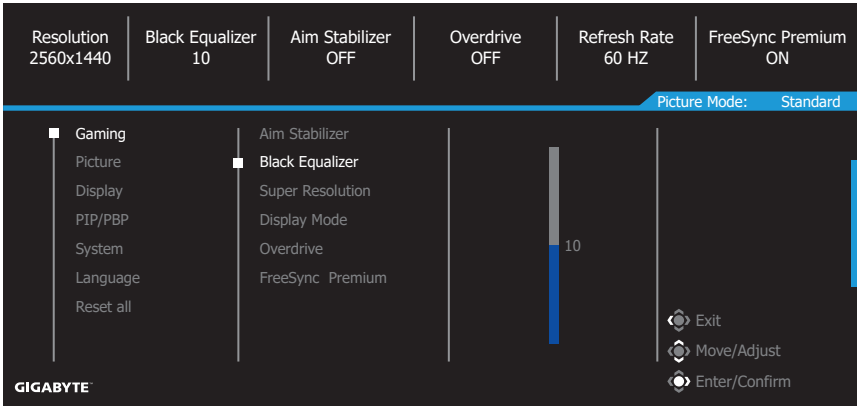 Resolution
2560x1440
Black Equalizer
10
Aim Stabilizer
OFF
Overdrive
OFF
Refresh Rate
60 HZ
FreeSync Premium
ON
Picture Mode: Standard
Gaming
Picture
Display
PIP/PBP
System
Language
Reset all
Aim Stabilizer
Black Equalizer
Super Resolution
Display Mode
Overdrive
FreeSync Premium
10
Exit
Move/Adjust
Enter/Confirm
GIGABYTE™